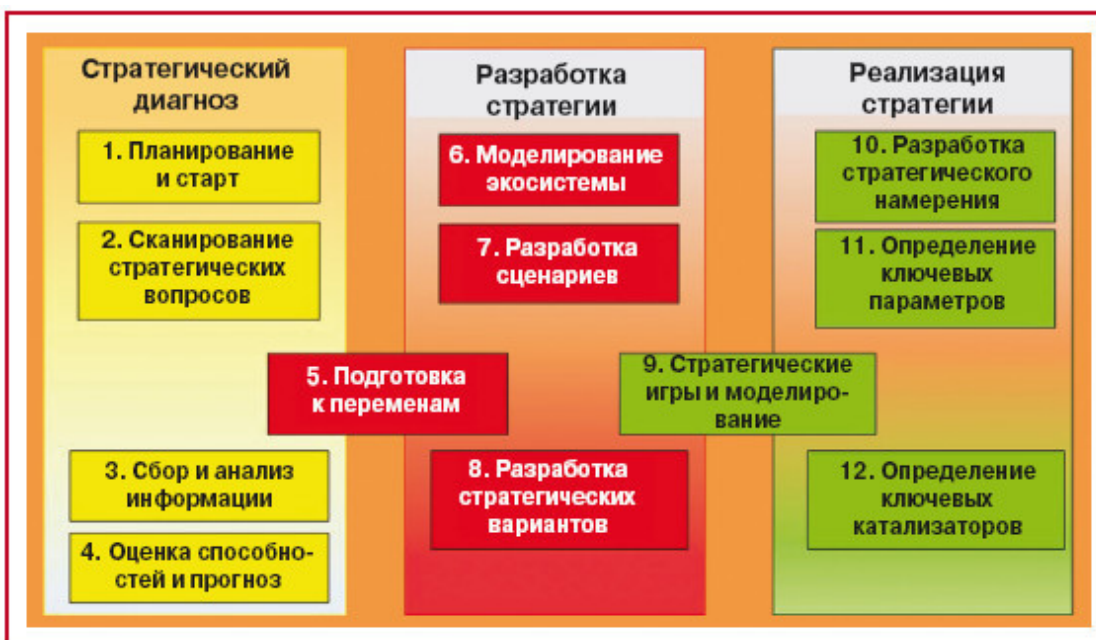 Стратегический
диагноз
1. Планирование
и старт
2. Сканирование
стратегических
вопросов
3. Сбор и анализ
информации
4. Оценка способно-
стей и прогноз
5. Подготовка
к переменам
Разработка
стратегии
6. Моделирование
экосистемы
7. Разработка
сценариев
8. Разработка
стратегических
вариантов
9. Стратегические
игры и моделиро-
вание
Реализация
стратегии
10. Разработка
стратегического
намерения
11. Определение
ключевых
параметров
12. Определение
ключевых
катализаторов